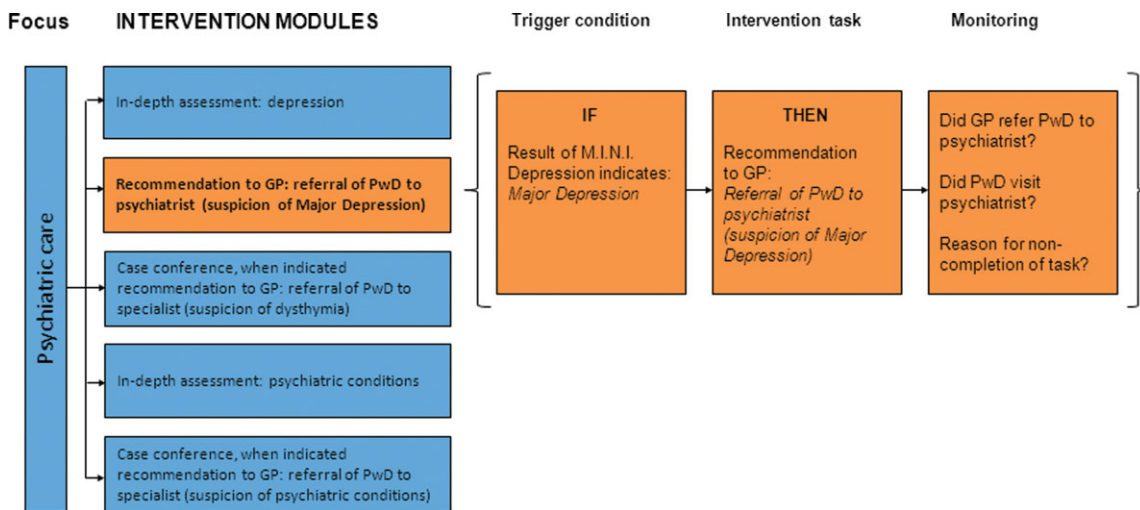 Focus
INTERVENTION MODULES
Trigger condition
Intervention task
Monitoring
Psychiatric care
In-depth assessment: depression
Recommendation to GP: referral of PwD to
psychiatrist (suspicion of Major Depression)
Case conference, when indicated
recommendation to GP: referral of PwD to
specialist (suspicion of dysthymia)
In-depth assessment: psychiatric conditions
Case conference, when indicated
recommendation to GP: referral of PwD to
specialist (suspicion of psychiatric conditions)
IF
Result of M.I.N.I.
Depression indicates:
Major Depression
THEN
Recommendation
to GP:
Referral of PwD to
psychiatrist
(suspicion of Major
Depression)
Did GP refer PwD to
psychiatrist?
Did PwD visit
psychiatrist?
Reason for non-
completion of task?